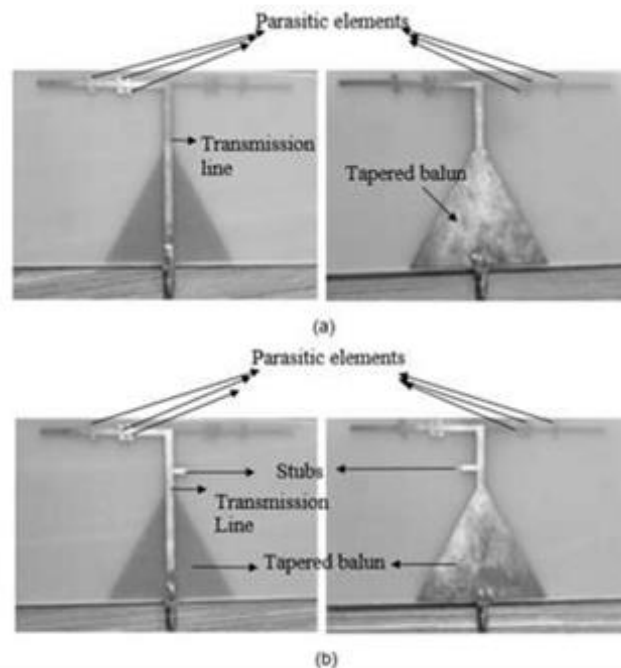 Parasitic elements
Transmission
line
Tapered balun
(a)
Parasitic elements
Stubs
Transmission
Line
Tapered balun
(b)